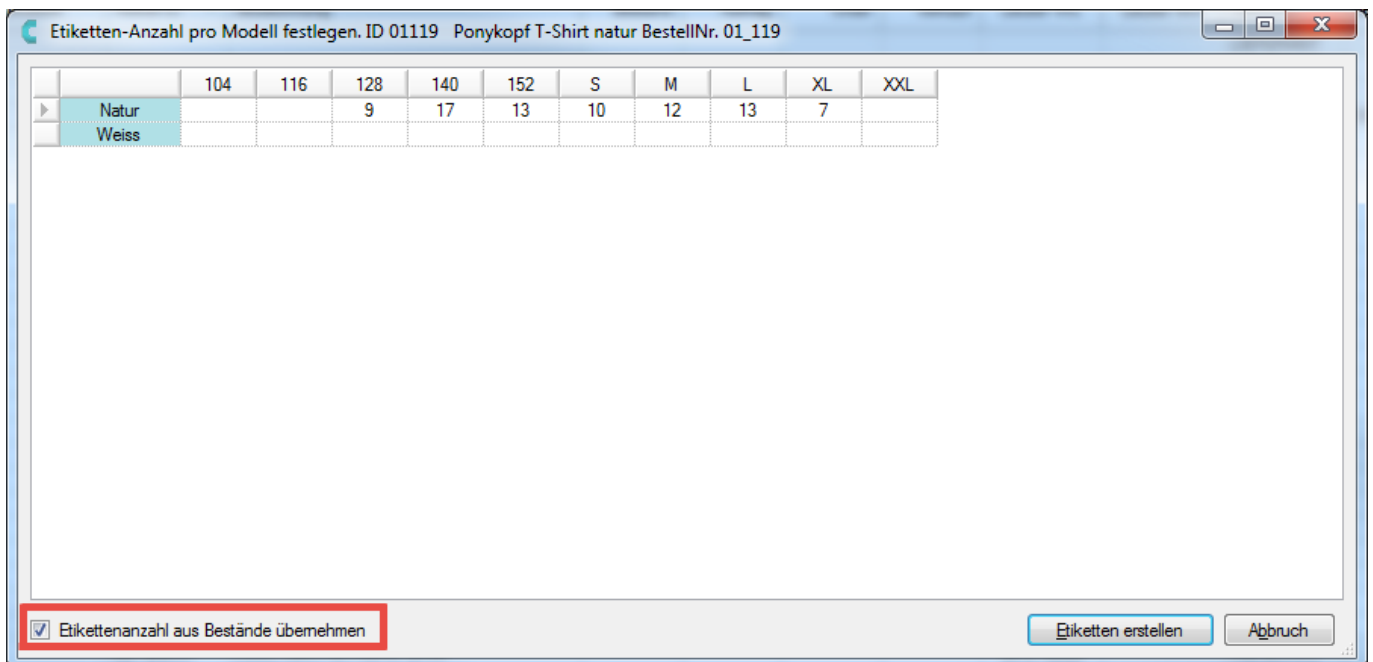 Etiketten-Anzahl pro Modell festlegen. ID 01119 Ponykopf T-Shirt natur BestellNr. 01_119
104 116 128 140 152 S M L XL XXL
Natur 9 17 13 10 12 13 7
Weiss
Etikettenanzahl aus Bestände übernehmen Etiketten erstellen Abbruch